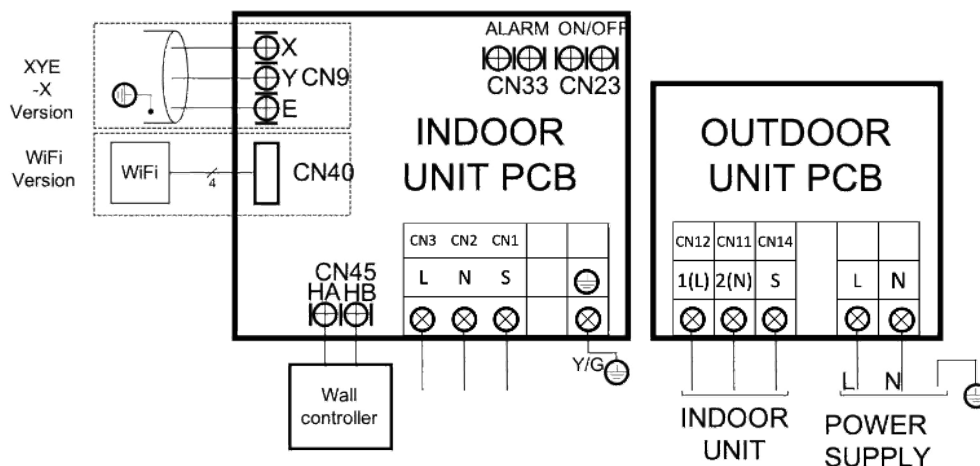 XYE
-X
Version
X
Y CN9
E
WiFi
Version
WiFi
4
CN40
ALARM ON/OFF
CN33 CN23
INDOOR
UNIT PCB
CN45
HA HB
Wall
controller
CN3 CN2 CN1
L N S
Y/G
OUTDOOR
UNIT PCB
CN12 CN11 CN14
1(L) 2(N) S L N
L N
INDOOR
UNIT
POWER
SUPPLY